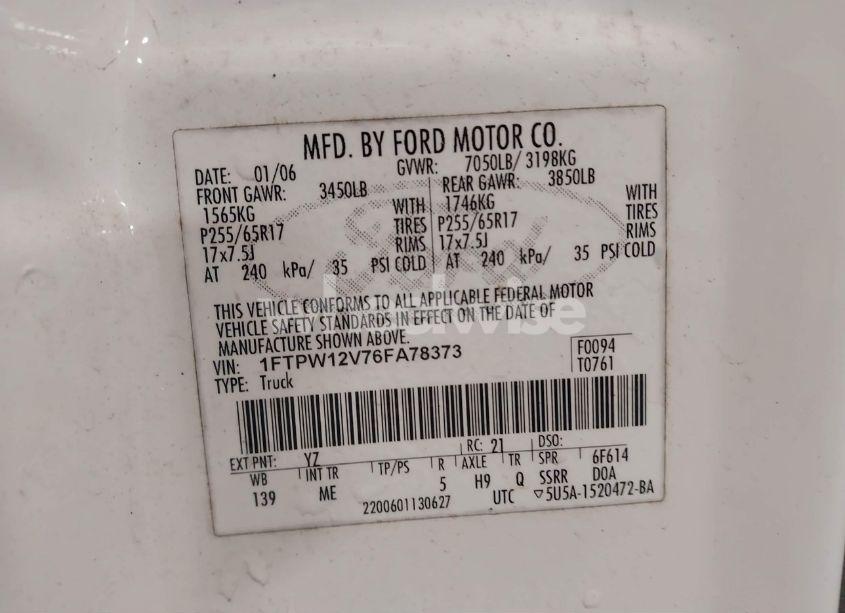 MFD. BY FORD MOTOR CO.
DATE: 01/06 GVWR: 7050LB/ 3198KG
FRONT GAWR: 3450LB REAR GAWR: 3850LB
1565KG WITH 1746KG WITH
P255/65R17 TIRES P255/65R17 TIRES
17x7.5J RIMS 17x7.5J RIMS
AT 240 kPa/ 35 PSI COLD AT 240 kPa/ 35 PSI COLD
THIS VEHICLE CONFORMS TO ALL APPLICABLE FEDERAL MOTOR
VEHICLE SAFETY STANDARDS IN EFFECT ON THE DATE OF
MANUFACTURE SHOWN ABOVE.
VIN: 1FTPW12V76FA78373 F0094
TYPE: Truck T0761
EXT PNT: YZ RC: 21 DSO:
WB INT TR TP/PS R AXLE TR SPR 6F614
139 ME 5 H9 Q SSRR D0A
2200601130627 UTC ▽5U5A-1520472-BA